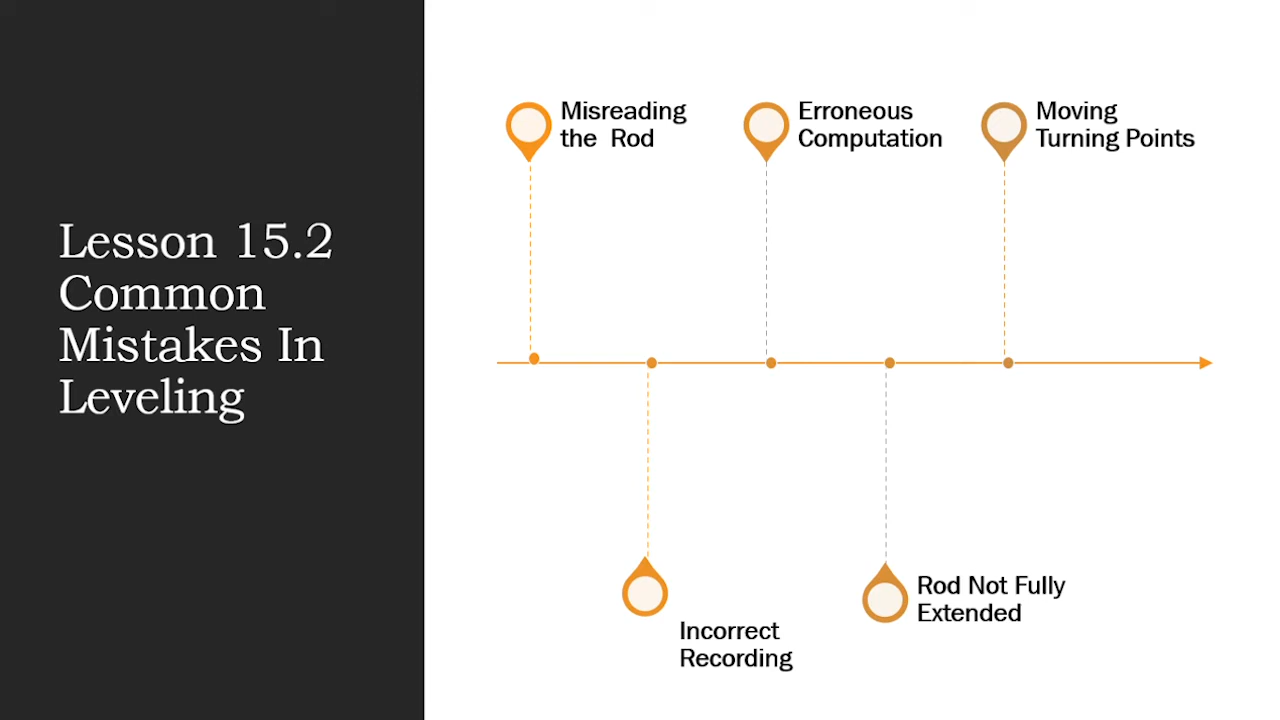 Lesson 15.2
Common
Mistakes In
Leveling
Misreading
the Rod
Erroneous
Computation
Moving
Turning Points
Incorrect
Recording
Rod Not Fully
Extended